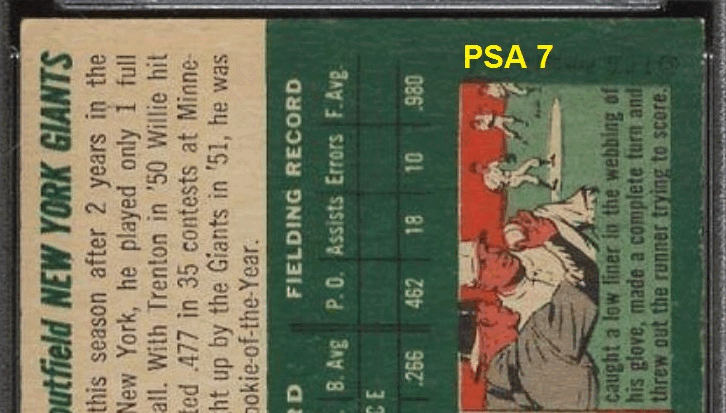 PSA 7
outfield NEW YORK GIANTS
this season after 2 years in the
New York, he played only 1 full
all. With Trenton in '50 Willie hit
ted .477 in 35 contests at Minne-
ht up by the Giants in '51, he was
ookie-of-the-Year.
RD FIELDING RECORD
B. Avg P. O. Assists Errors F. Avg.
CE
.266 462 18 10 .980
caught a low liner in the webbing of
his glove, made a complete turn and
threw out the runner trying to score.